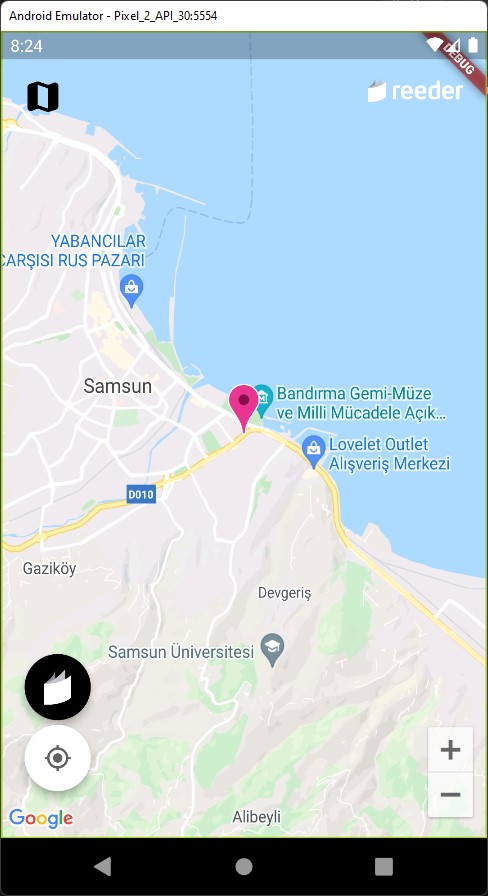 Android Emulator - Pixel_2_API_30:5554
8:24
DEBUG
reeder
YABANCILAR
ÇARŞISI RUS PAZARI
Samsun
Bandırma Gemi-Müze
ve Milli Mücadele Açık...
Lovelet Outlet
Alışveriş Merkezi
D010
Gaziköy
Devgeriş
Samsun Üniversitesi
Alibeyli
Google